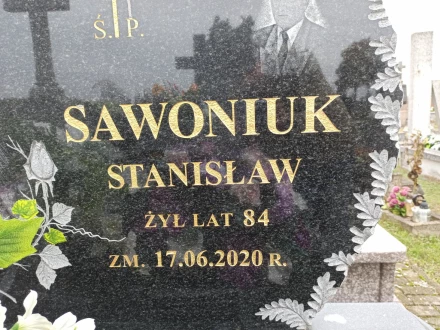 Ś. P.
SAWONIUK
STANISŁAW
ŻYŁ LAT 84
ZM. 17.06.2020 R.